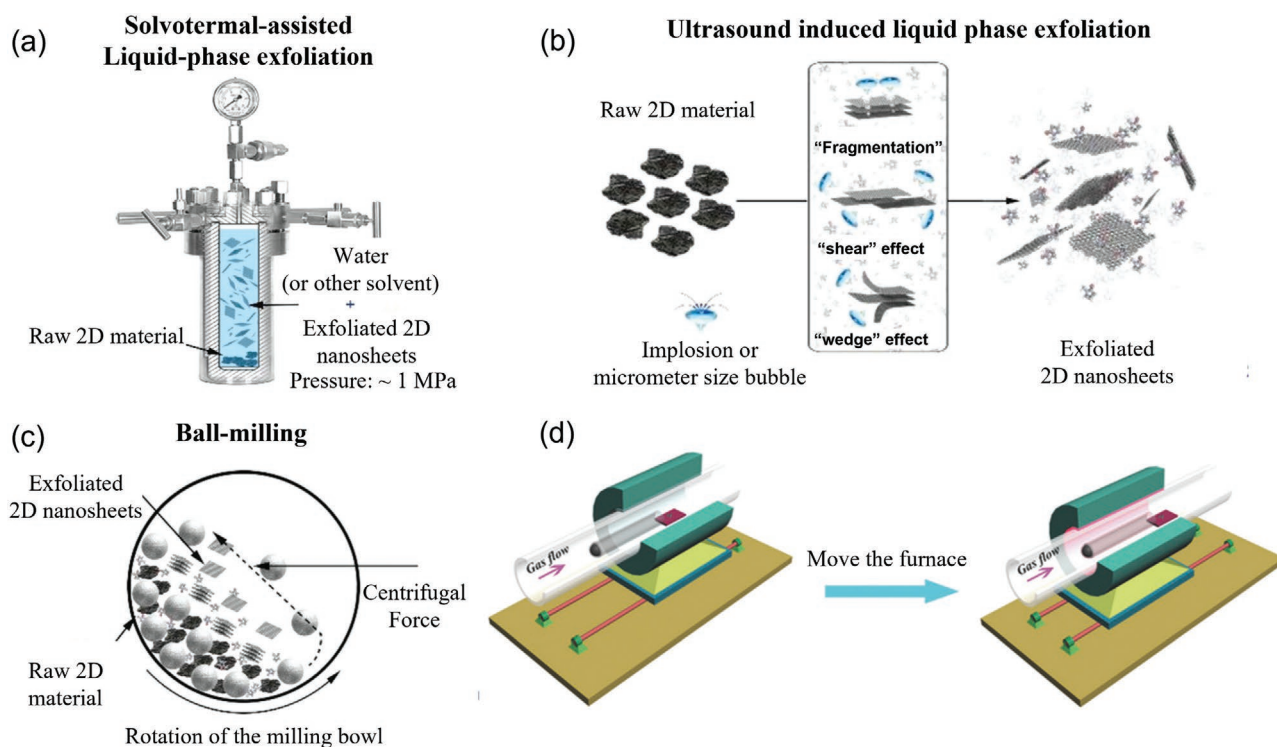 (a)
Solvotermal-assisted
Liquid-phase exfoliation
Water
(or other solvent)
+
Exfoliated 2D
nanosheets
Pressure: ~ 1 MPa
Raw 2D material
(b)
Ultrasound induced liquid phase exfoliation
Raw 2D material
Implosion or
micrometer size bubble
"Fragmentation"
"shear" effect
"wedge" effect
Exfoliated
2D nanosheets
(c)
Ball-milling
Exfoliated
2D nanosheets
Centrifugal
Force
Raw 2D
material
Rotation of the milling bowl
(d)
Gas flow
Move the furnace
Gas flow